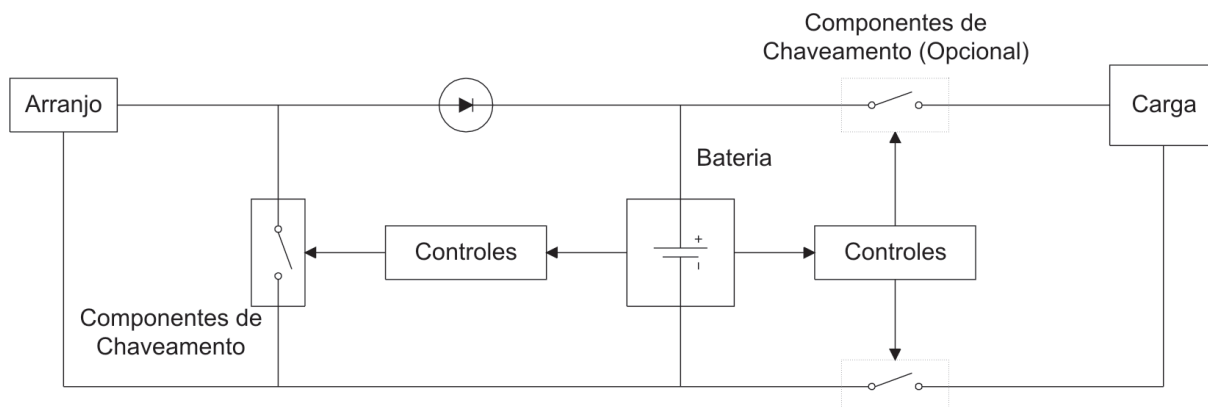 Componentes de
Chaveamento (Opcional)
Arranjo
Carga
Bateria
+
Controles
Controles
Componentes de
Chaveamento